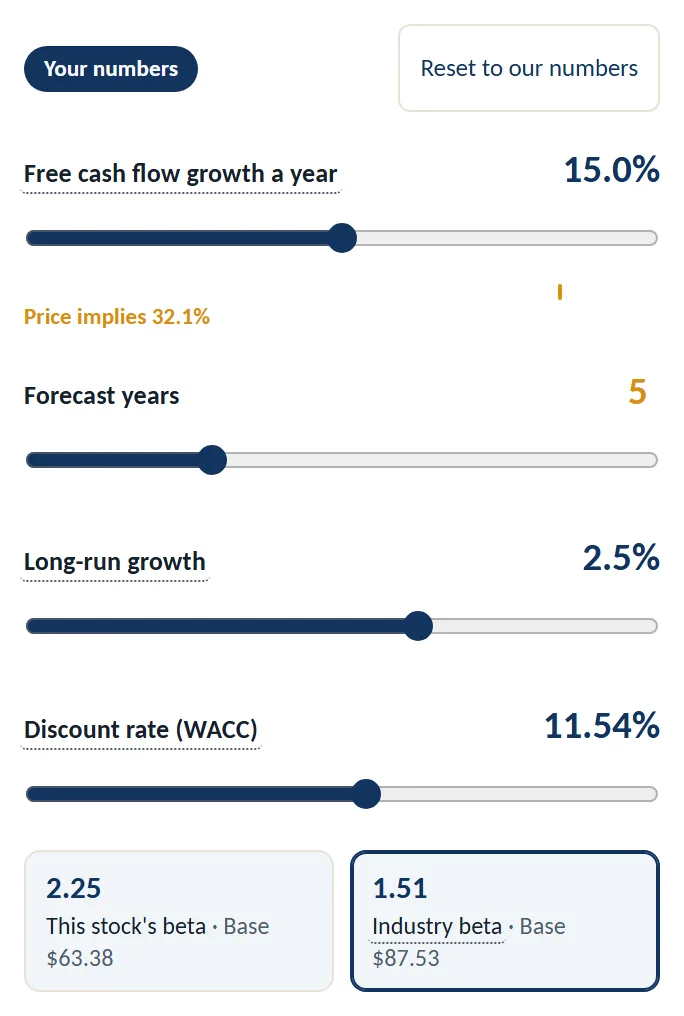 Your numbers
Reset to our numbers
Free cash flow growth a year
15.0%
Price implies 32.1%
Forecast years
5
Long-run growth
2.5%
Discount rate (WACC)
11.54%
2.25
This stock's beta · Base
$63.38
1.51
Industry beta · Base
$87.53